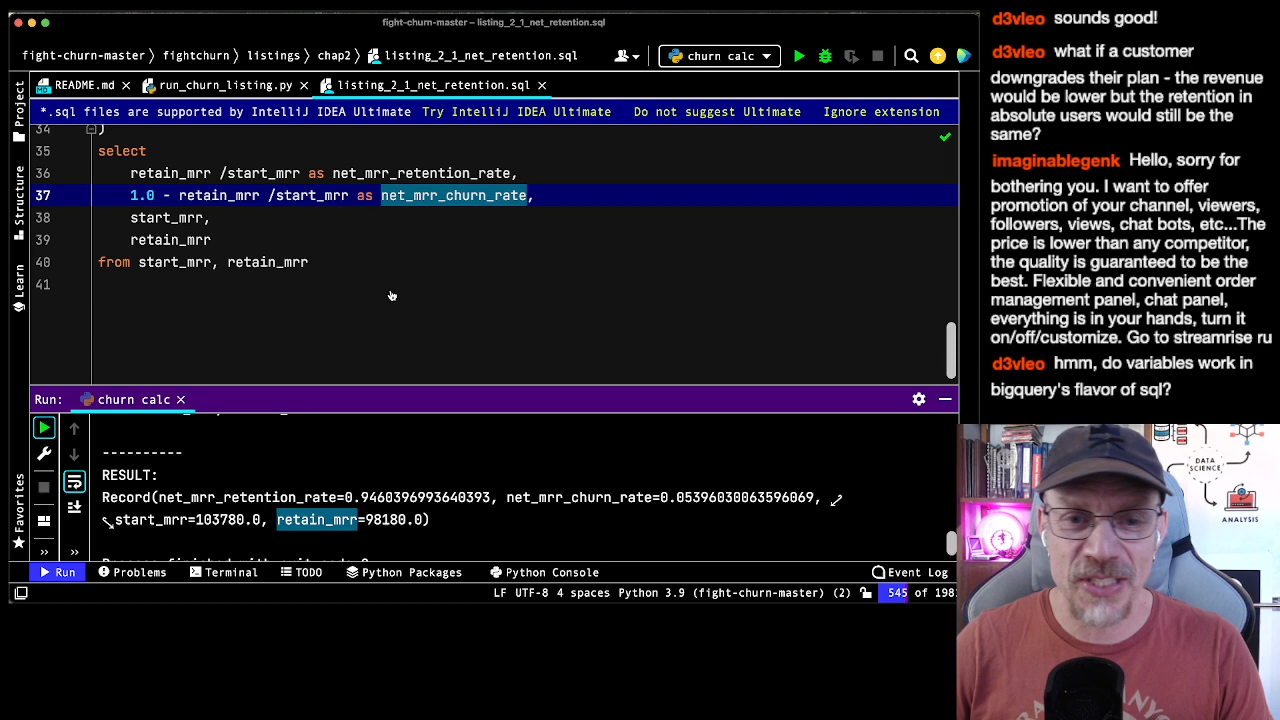 fight-churn-master – listing_2_1_net_retention.sql
fight-churn-master fightchurn listings chap2 listing_2_1_net_retention.sql churn calc
README.md run_churn_listing.py listing_2_1_net_retention.sql
*.sql files are supported by IntelliJ IDEA Ultimate Try IntelliJ IDEA Ultimate Do not suggest Ultimate Ignore extension
Project
Structure
Learn
Favorites
34 )
35 select
36 retain_mrr /start_mrr as net_mrr_retention_rate,
37 1.0 - retain_mrr /start_mrr as net_mrr_churn_rate,
38 start_mrr,
39 retain_mrr
40 from start_mrr, retain_mrr
41
Run: churn calc
----------
RESULT:
Record(net_mrr_retention_rate=0.9460396993640393, net_mrr_churn_rate=0.05396030063596069,
start_mrr=103780.0, retain_mrr=98180.0)
Run Problems Terminal TODO Python Packages Python Console Event Log
LF UTF-8 4 spaces Python 3.9 (fight-churn-master) (2) 545 of 1981
d3vleo sounds good!
d3vleo what if a customer
downgrades their plan - the revenue
would be lower but the retention in
absolute users would still be the
same?
imaginablegenk Hello, sorry for
bothering you. I want to offer
promotion of your channel, viewers,
followers, views, chat bots, etc...The
price is lower than any competitor,
the quality is guaranteed to be the
best. Flexible and convenient order
management panel, chat panel,
everything is in your hands, turn it
on/off/customize. Go to streamrise ru
d3vleo hmm, do variables work in
bigquery's flavor of sql?
DATA
SCIENCE
ANALYSIS